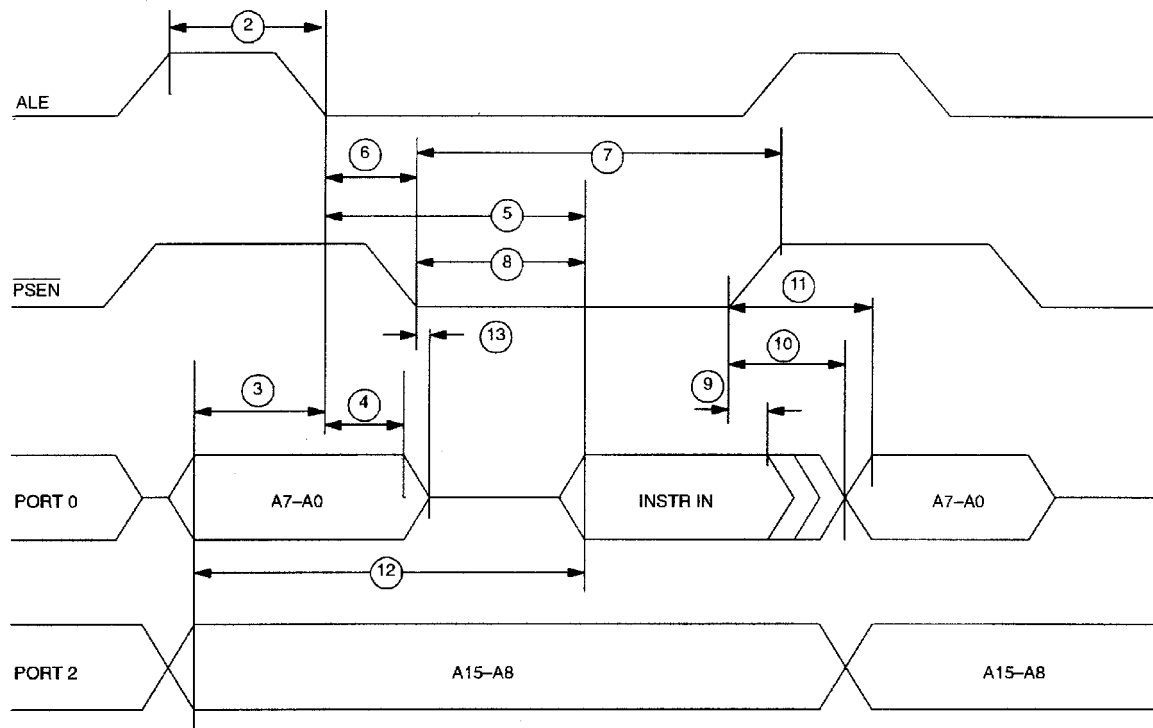 2
ALE
6
7
5
8
PSEN
11
13
10
3
4
9
PORT 0
A7–A0
INSTR IN
A7–A0
12
PORT 2
A15–A8
A15–A8